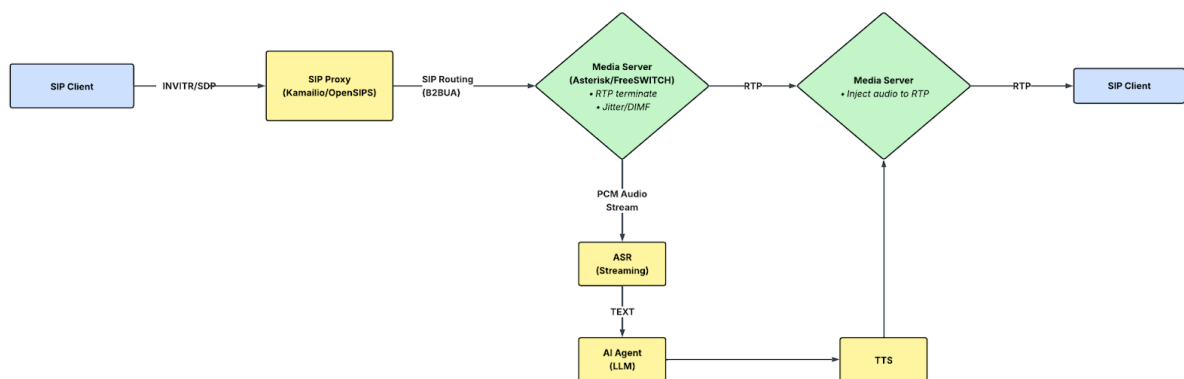 SIP Client
INVITR/SDP
SIP Proxy
(Kamailio/OpenSIPS)
SIP Routing
(B2BUA)
Media Server
(Asterisk/FreeSWITCH)
• RTP terminate
• Jitter/DIMF
RTP
Media Server
• Inject audio to RTP
RTP
SIP Client
PCM Audio
Stream
ASR
(Streaming)
TEXT
AI Agent
(LLM)
TTS